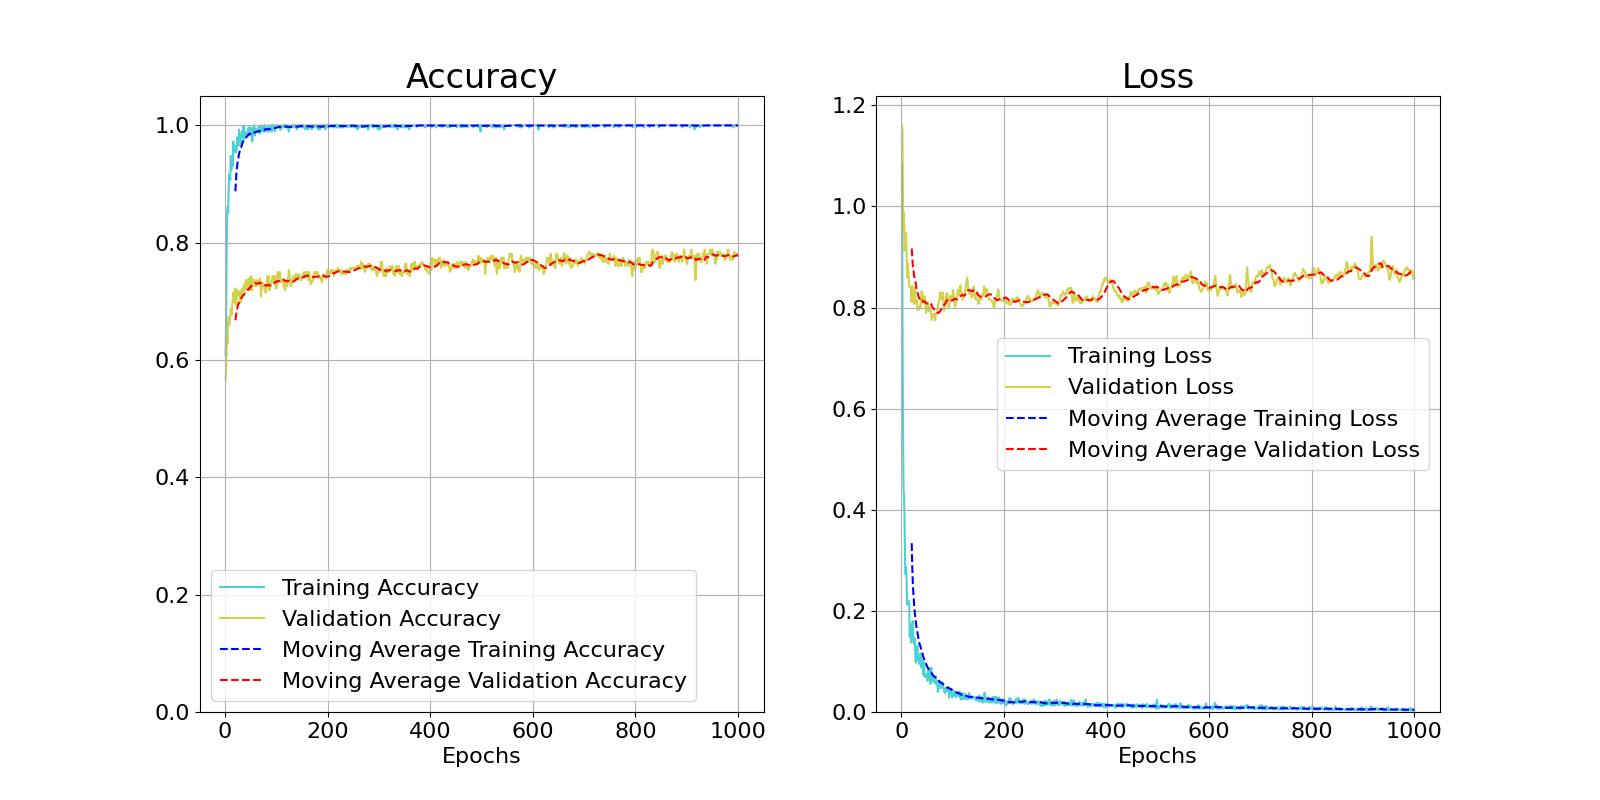 Accuracy
1.0
0.8
0.6
0.4
0.2
0.0
Training Accuracy
Validation Accuracy
Moving Average Training Accuracy
Moving Average Validation Accuracy
0 200 400 600 800 1000
Epochs
Loss
1.2
1.0
0.8
0.6
0.4
0.2
0.0
Training Loss
Validation Loss
Moving Average Training Loss
Moving Average Validation Loss
0 200 400 600 800 1000
Epochs